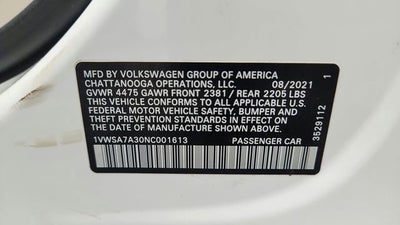 MFD BY VOLKSWAGEN GROUP OF AMERICA
CHATTANOOGA OPERATIONS, LLC. 08/2021
GVWR 4475 GAWR FRONT 2381 / REAR 2205 LBS
THIS VEHICLE CONFORMS TO ALL APPLICABLE U.S.
FEDERAL MOTOR VEHICLE SAFETY, BUMPER AND
THEFT PREVENTION STANDARDS IN EFFECT ON THE
DATE OF MANUFACTURE SHOWN ABOVE.
1VWSA7A30NC001613 PASSENGER CAR
3529112 1